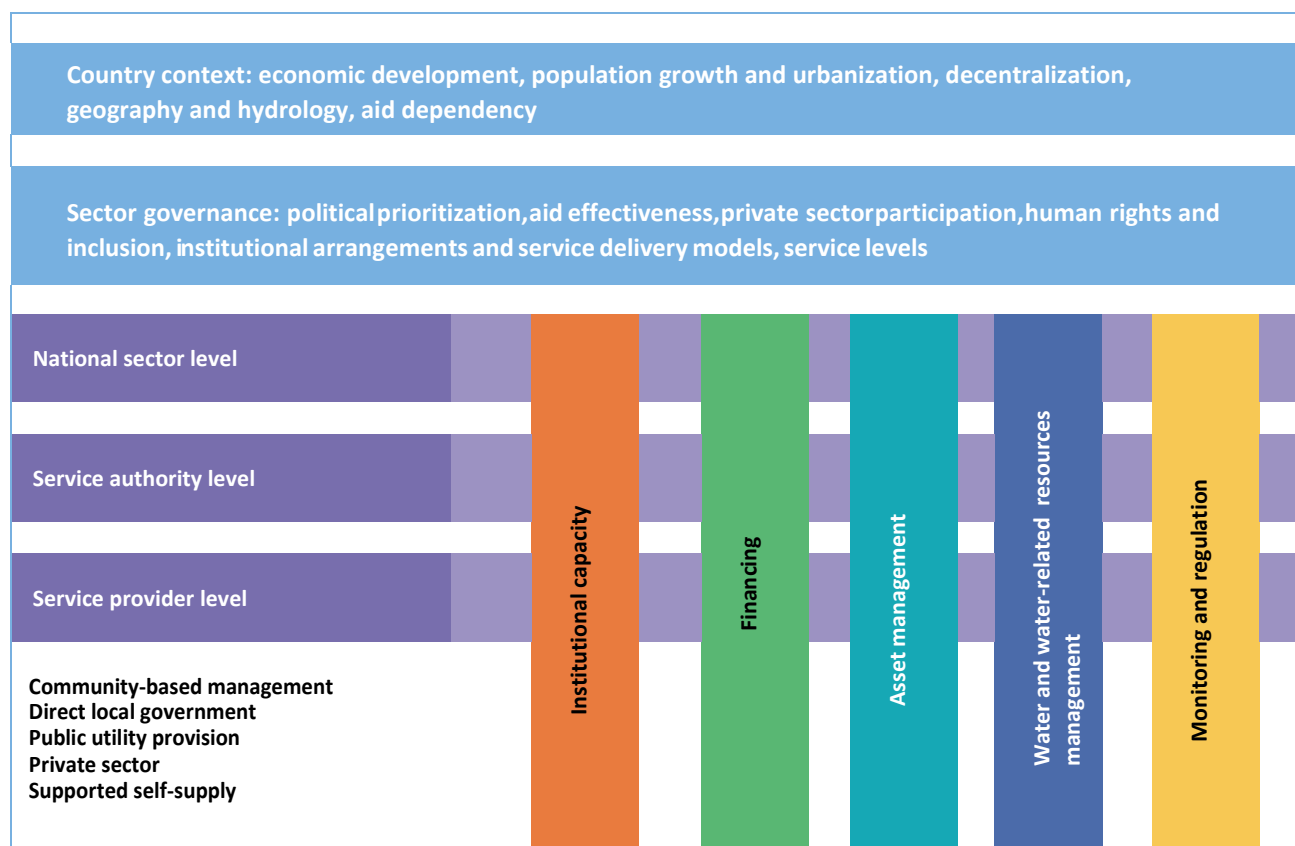 Country context: economic development, population growth and urbanization, decentralization,
geography and hydrology, aid dependency
Sector governance: political prioritization, aid effectiveness, private sector participation, human rights and
inclusion, institutional arrangements and service delivery models, service levels
National sector level
Service authority level
Service provider level
Community-based management
Direct local government
Public utility provision
Private sector
Supported self-supply
Institutional capacity
Financing
Asset management
Water and water-related resources
management
Monitoring and regulation